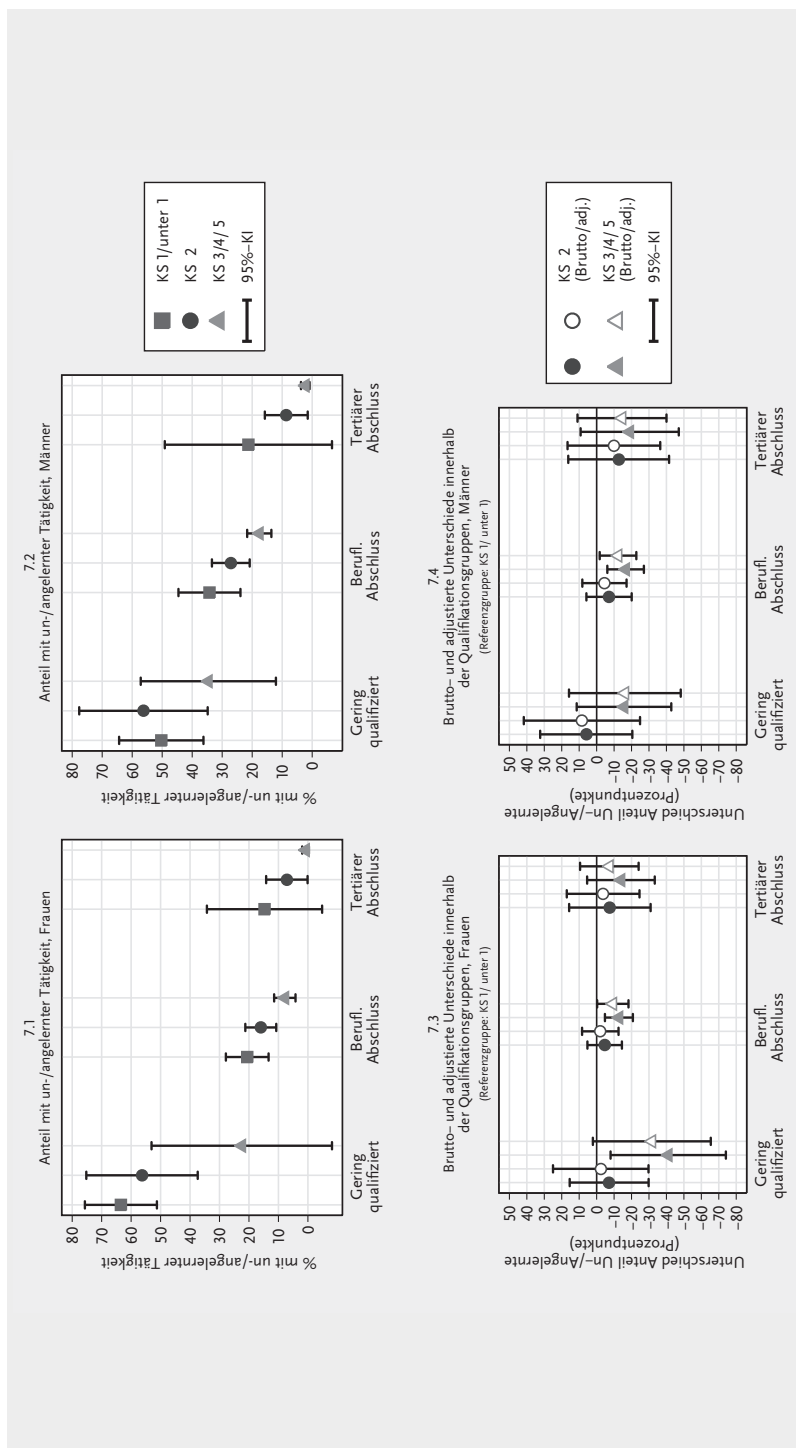 7.1
Anteil mit un-/angelernter Tätigkeit, Frauen
% mit un-/angelernter Tätigkeit
80
70
60
50
40
30
20
10
0
Gering
qualifiziert
Berufl.
Abschluss
Tertiärer
Abschluss
7.2
Anteil mit un-/angelernter Tätigkeit, Männer
% mit un-/angelernter Tätigkeit
80
70
60
50
40
30
20
10
0
Gering
qualifiziert
Berufl.
Abschluss
Tertiärer
Abschluss
KS 1/unter 1
KS 2
KS 3/4/5
95%–KI
7.3
Brutto– und adjustierte Unterschiede innerhalb
der Qualifikationsgruppen, Frauen
(Referenzgruppe: KS 1/ unter 1)
Unterschied Anteil Un–/Angelernte
(Prozentpunkte)
50
40
30
20
10
0
–10
–20
–30
–40
–50
–60
–70
–80
Gering
qualifiziert
Berufl.
Abschluss
Tertiärer
Abschluss
7.4
Brutto– und adjustierte Unterschiede innerhalb
der Qualifikationsgruppen, Männer
(Referenzgruppe: KS 1/ unter 1)
Unterschied Anteil Un–/Angelernte
(Prozentpunkte)
50
40
30
20
10
0
–10
–20
–30
–40
–50
–60
–70
–80
Gering
qualifiziert
Berufl.
Abschluss
Tertiärer
Abschluss
KS 2
(Brutto/adj.)
KS 3/4/5
(Brutto/adj.)
95%–KI